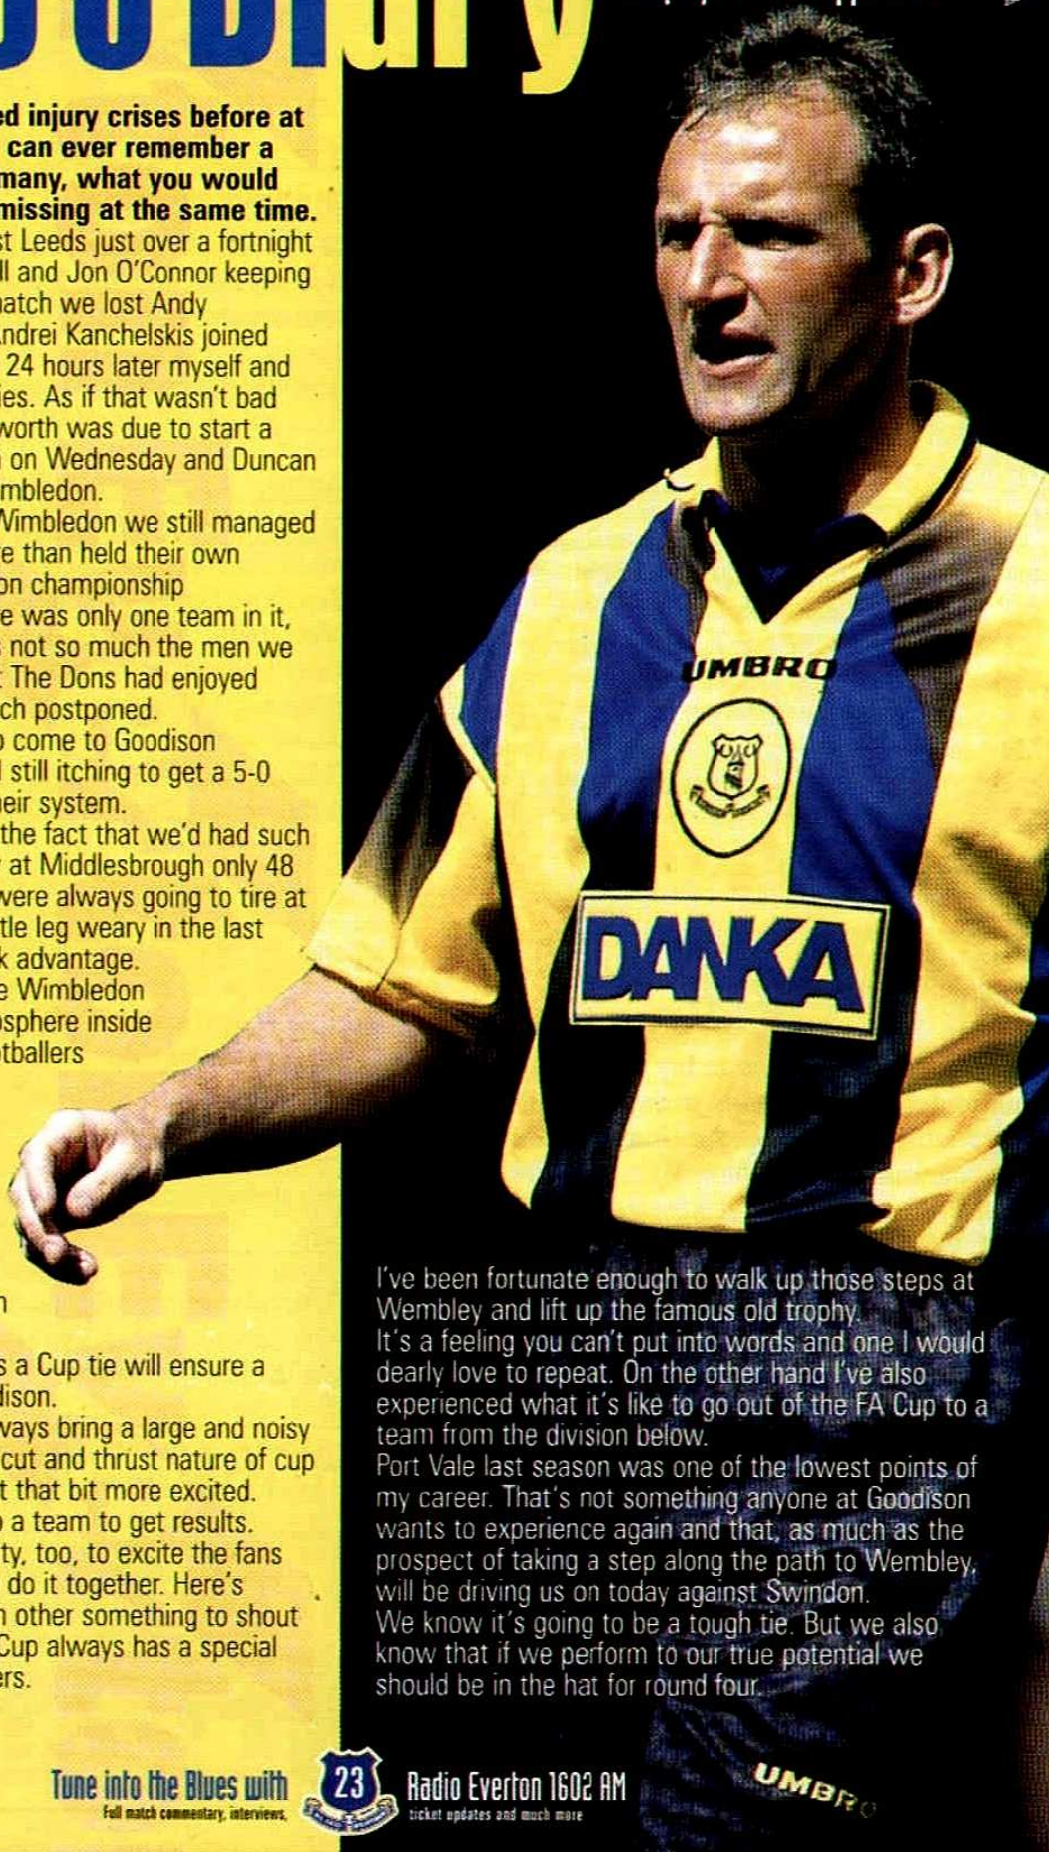 Diary
ed injury crises before at
can ever remember a
many, what you would
missing at the same time.
st Leeds just over a fortnight
ll and Jon O'Connor keeping
match we lost Andy
Andrei Kanchelskis joined
24 hours later myself and
ies. As if that wasn't bad
worth was due to start a
on Wednesday and Duncan
mbledon.
Wimbledon we still managed
e than held their own
on championship
e was only one team in it,
s not so much the men we
t The Dons had enjoyed
ch postponed.
o come to Goodison
l still itching to get a 5-0
heir system.
the fact that we'd had such
y at Middlesbrough only 48
were always going to tire at
tle leg weary in the last
k advantage.
e Wimbledon
osphere inside
otballers
n
s a Cup tie will ensure a
dison.
ways bring a large and noisy
cut and thrust nature of cup
t that bit more excited.
o a team to get results.
ty, too, to excite the fans
do it together. Here's
n other something to shout
Cup always has a special
ers.
UMBRO
DANKA
I've been fortunate enough to walk up those steps at
Wembley and lift up the famous old trophy.
It's a feeling you can't put into words and one I would
dearly love to repeat. On the other hand I've also
experienced what it's like to go out of the FA Cup to a
team from the division below.
Port Vale last season was one of the lowest points of
my career. That's not something anyone at Goodison
wants to experience again and that, as much as the
prospect of taking a step along the path to Wembley,
will be driving us on today against Swindon.
We know it's going to be a tough tie. But we also
know that if we perform to our true potential we
should be in the hat for round four.
UMBRO
Tune into the Blues with 23 Radio Everton 1602 AM
Full match commentary, interviews, ticket updates and much more